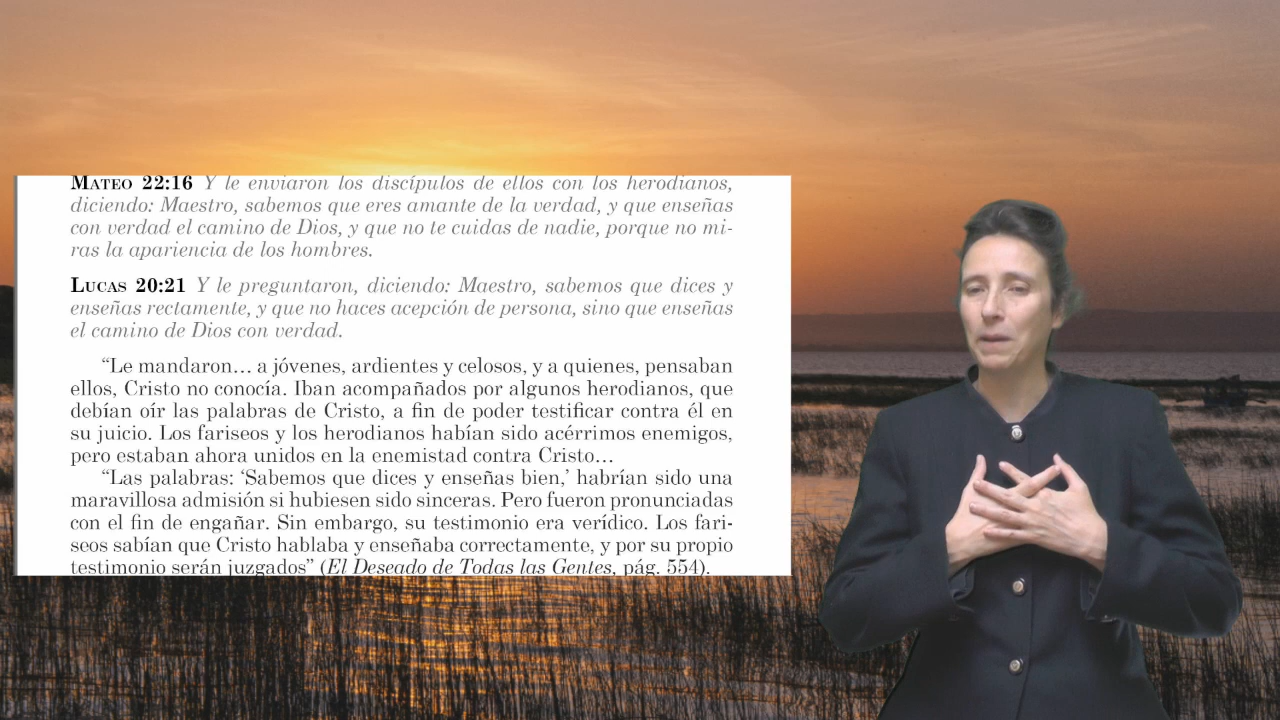 MATEO 22:16 Y le enviaron los discípulos de ellos con los herodianos,
diciendo: Maestro, sabemos que eres amante de la verdad, y que enseñas
con verdad el camino de Dios, y que no te cuidas de nadie, porque no mi-
ras la apariencia de los hombres.
LUCAS 20:21 Y le preguntaron, diciendo: Maestro, sabemos que dices y
enseñas rectamente, y que no haces acepción de persona, sino que enseñas
el camino de Dios con verdad.
“Le mandaron... a jóvenes, ardientes y celosos, y a quienes, pensaban
ellos, Cristo no conocía. Iban acompañados por algunos herodianos, que
debían oír las palabras de Cristo, a fin de poder testificar contra él en
su juicio. Los fariseos y los herodianos habían sido acérrimos enemigos,
pero estaban ahora unidos en la enemistad contra Cristo...
“Las palabras: ‘Sabemos que dices y enseñas bien,’ habrían sido una
maravillosa admisión si hubiesen sido sinceras. Pero fueron pronunciadas
con el fin de engañar. Sin embargo, su testimonio era verídico. Los fari-
seos sabían que Cristo hablaba y enseñaba correctamente, y por su propio
testimonio serán juzgados” (El Deseado de Todas las Gentes, pág. 554).